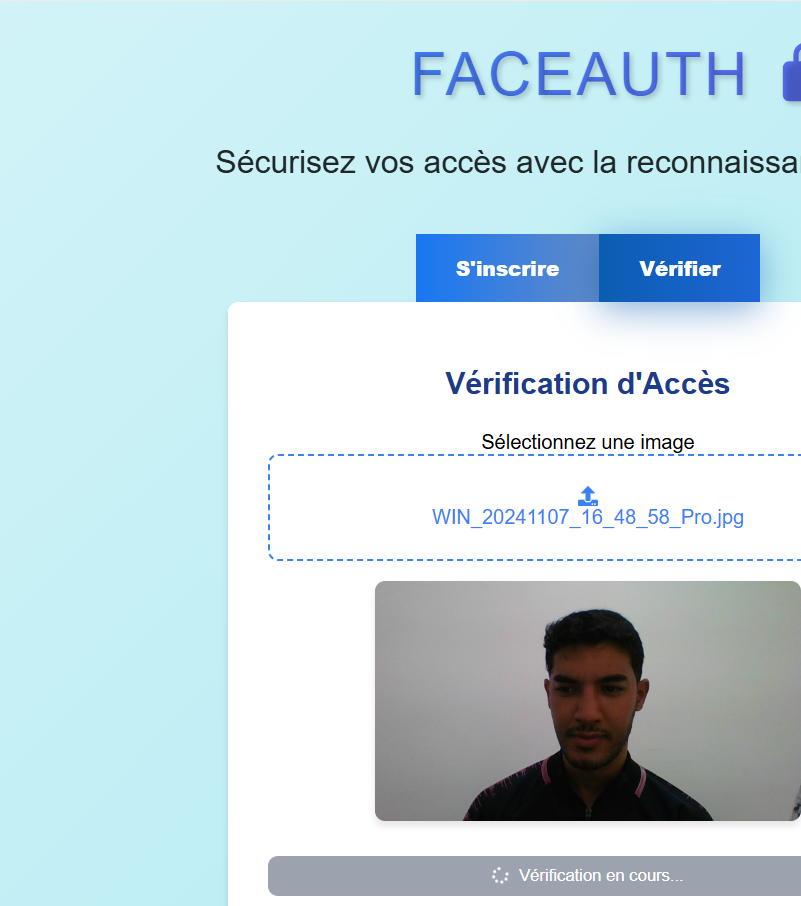 FACEAUTH
Sécurisez vos accès avec la reconnaissa
S'inscrire
Vérifier
Vérification d'Accès
Sélectionnez une image
WIN_20241107_16_48_58_Pro.jpg
Vérification en cours...